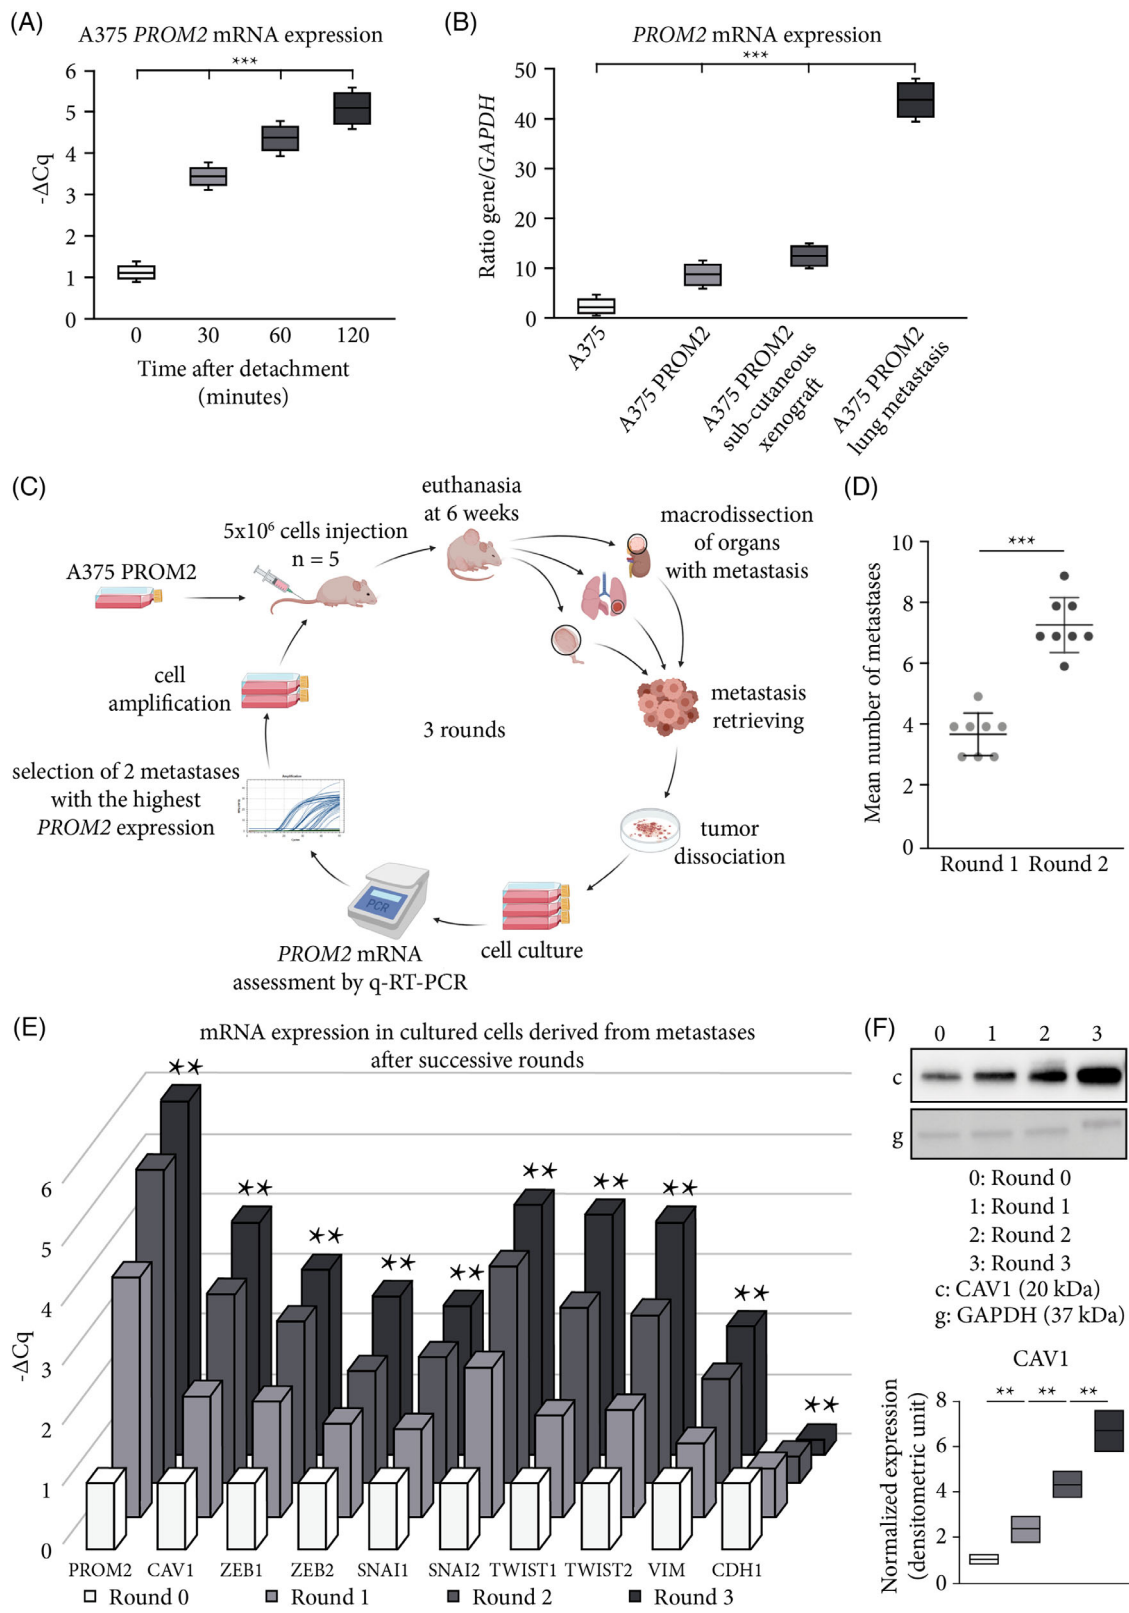 (A)
A375 PROM2 mRNA expression
***
6
5
4
3
2
1
0
-ΔCq
0 30 60 120
Time after detachment
(minutes)
(B)
PROM2 mRNA expression
***
50
40
30
20
10
0
Ratio gene/GAPDH
A375
A375 PROM2
A375 PROM2
sub-cutaneous
xenograft
A375 PROM2
lung metastasis
(C)
A375 PROM2
5x10⁶ cells injection
n = 5
euthanasia
at 6 weeks
macrodissection
of organs
with metastasis
metastasis
retrieving
tumor
dissociation
cell culture
PCR
PROM2 mRNA
assessment by q-RT-PCR
Amplification
selection of 2 metastases
with the highest
PROM2 expression
cell
amplification
3 rounds
(D)
***
10
8
6
4
2
0
Mean number of metastases
Round 1 Round 2
(E)
mRNA expression in cultured cells derived from metastases
after successive rounds
** ** ** ** ** ** ** ** ** **
6
5
4
3
2
1
0
-ΔCq
PROM2 CAV1 ZEB1 ZEB2 SNAI1 SNAI2 TWIST1 TWIST2 VIM CDH1
Round 0 Round 1 Round 2 Round 3
(F)
0 1 2 3
c
g
0: Round 0
1: Round 1
2: Round 2
3: Round 3
c: CAV1 (20 kDa)
g: GAPDH (37 kDa)
CAV1
** ** **
8
6
4
2
0
Normalized expression
(densitometric unit)